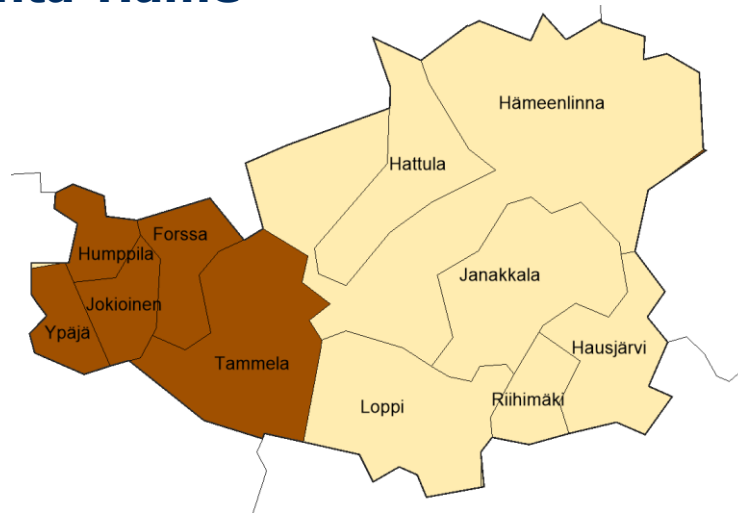 Hämeenlinna
Hattula
Forssa
Humppila
Janakkala
Jokioinen
Ypäjä
Hausjärvi
Tammela
Riihimäki
Loppi